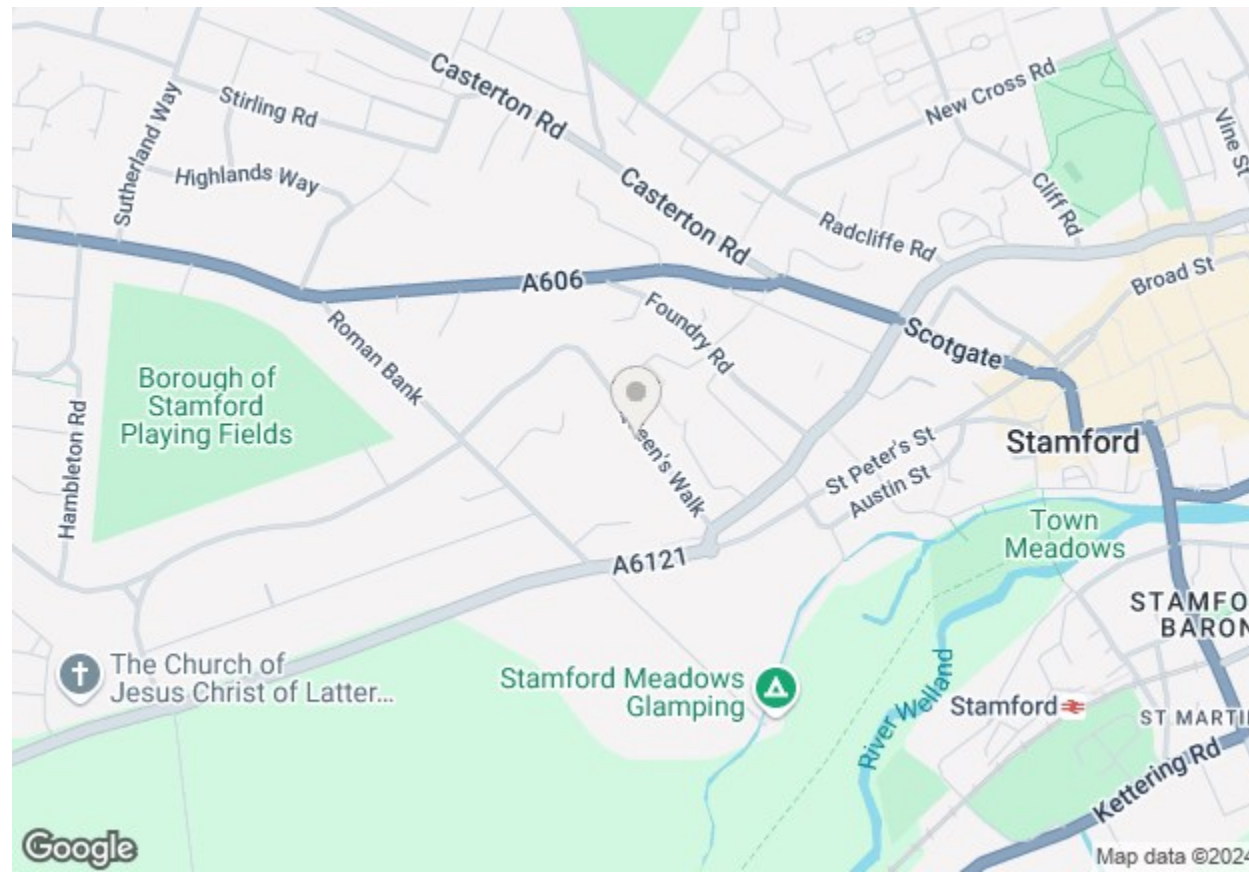 Casterton Rd
New Cross Rd
Stirling Rd
Sutherland Way
Vine St
Highlands Way
Casterton Rd
Cliff Rd
Radcliffe Rd
Broad St
A606
Foundry Rd
Scotgate
Roman Bank
Borough of
Stamford
Playing Fields
Hambleton Rd
Queen's Walk
St Peter's St
Stamford
Austin St
Town
Meadows
A6121
STAMFO
BARON
The Church of
Jesus Christ of Latter...
Stamford Meadows
Glamping
River Welland
Stamford
ST MARTI
Kettering Rd
Google
Map data ©2024